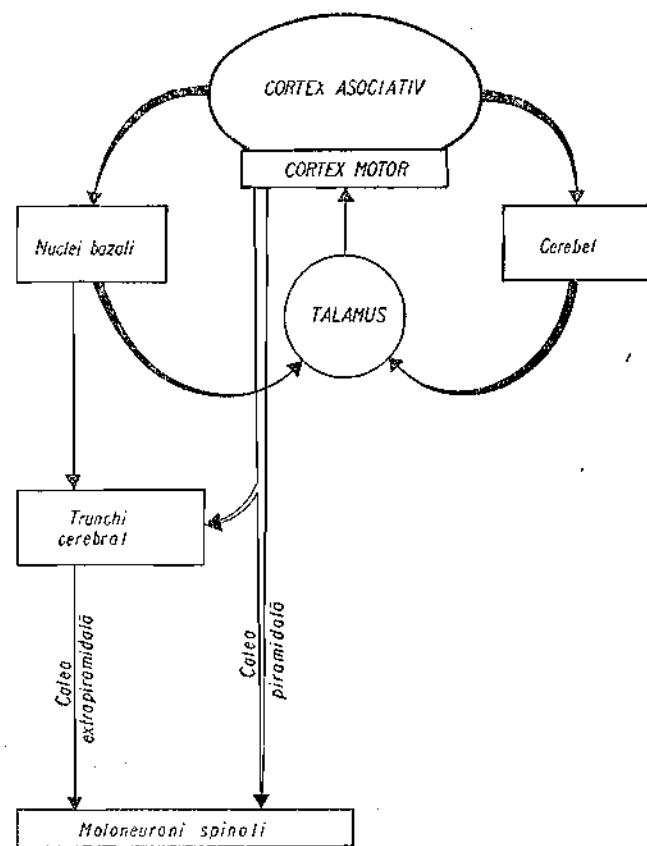 CORTEX ASOCIATIV
CORTEX MOTOR
Nuclei bazali
Cerebel
TALAMUS
Trunchi
cerebral
Calea
extrapiramidală
Calea
piramidală
Motoneuroni spinali